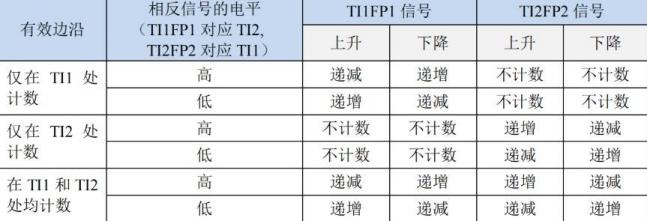 有效边沿
相反信号的电平
（TI1FP1 对应 TI2,
TI2FP2 对应 TI1）
TI1FP1 信号
TI2FP2 信号
上升
下降
上升
下降
仅在 TI1 处
计数
高
递减
递增
不计数
不计数
低
递增
递减
不计数
不计数
仅在 TI2 处
计数
高
不计数
不计数
递增
递减
低
不计数
不计数
递减
递增
在 TI1 和 TI2
处均计数
高
递减
递增
递增
递减
低
递增
递减
递减
递增